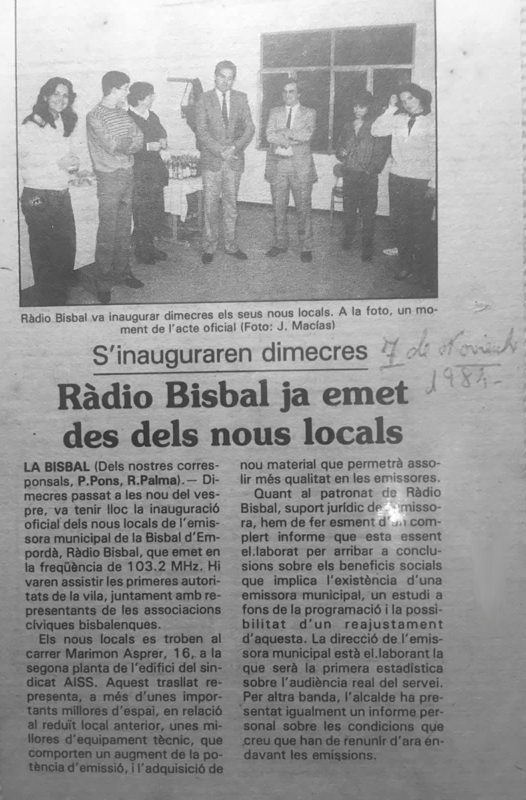 Ràdio Bisbal va inaugurar dimecres els seus nous locals. A la foto, un mo-
ment de l'acte oficial (Foto: J. Macías)
S'inauguraren dimecres
7 de Noviembre
1984-
Ràdio Bisbal ja emet
des dels nous locals
LA BISBAL (Dels nostres corres-
ponsals, P.Pons, R.Palma).— Di-
mecres passat a les nou del ves-
pre, va tenir lloc la inauguració
oficial dels nous locals de l'emis-
sora municipal de la Bisbal d'Em-
pordà, Ràdio Bisbal, que emet en
la freqüència de 103.2 MHz. Hi
varen assistir les primeres autori-
tats de la vila, juntament amb re-
presentants de les associacions
cíviques bisbalenques.
Els nous locals es troben al
carrer Marimon Asprer, 16, a la
segona planta de l'edifici del sin-
dicat AISS. Aquest trasllat re-
presenta, a més d'unes impor-
tants millores d'espai, en relació
al reduït local anterior, unes mi-
llores d'equipament tècnic, que
comporten un augment de la po-
tència d'emissió, i l'adquisició de
nou material que permetrà asso-
lir més qualitat en les emissores.
Quant al patronat de Ràdio
Bisbal, suport jurídic de l'emisso-
ra, hem de fer esment d'un com-
plert informe que esta essent
el.laborat per arribar a conclu-
sions sobre els beneficis socials
que implica l'existència d'una
emissora municipal, un estudi a
fons de la programació i la possi-
bilitat d'un reajustament
d'aquesta. La direcció de l'emis-
sora municipal està el.laborant la
que serà la primera estadística
sobre l'audiència real del servei.
Per altra banda, l'alcalde ha pre-
sentat igualment un informe per-
sonal sobre les condicions que
creu que han de renunir d'ara en-
davant les emissions.